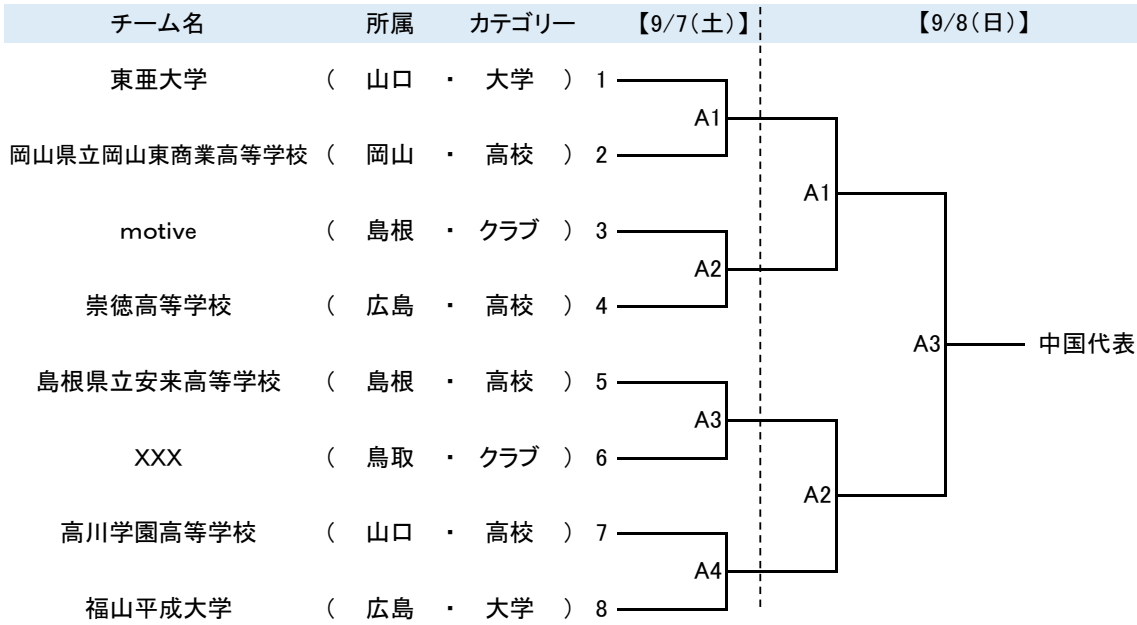 チーム名 所属 カテゴリー 【9/7(土)】 【9/8(日)】
東亜大学 ( 山口 ・ 大学 ) 1
A1
岡山県立岡山東商業高等学校 ( 岡山 ・ 高校 ) 2
A1
motive ( 島根 ・ クラブ ) 3
A2
崇徳高等学校 ( 広島 ・ 高校 ) 4
A3 中国代表
島根県立安来高等学校 ( 島根 ・ 高校 ) 5
A3
XXX ( 鳥取 ・ クラブ ) 6
A2
高川学園高等学校 ( 山口 ・ 高校 ) 7
A4
福山平成大学 ( 広島 ・ 大学 ) 8